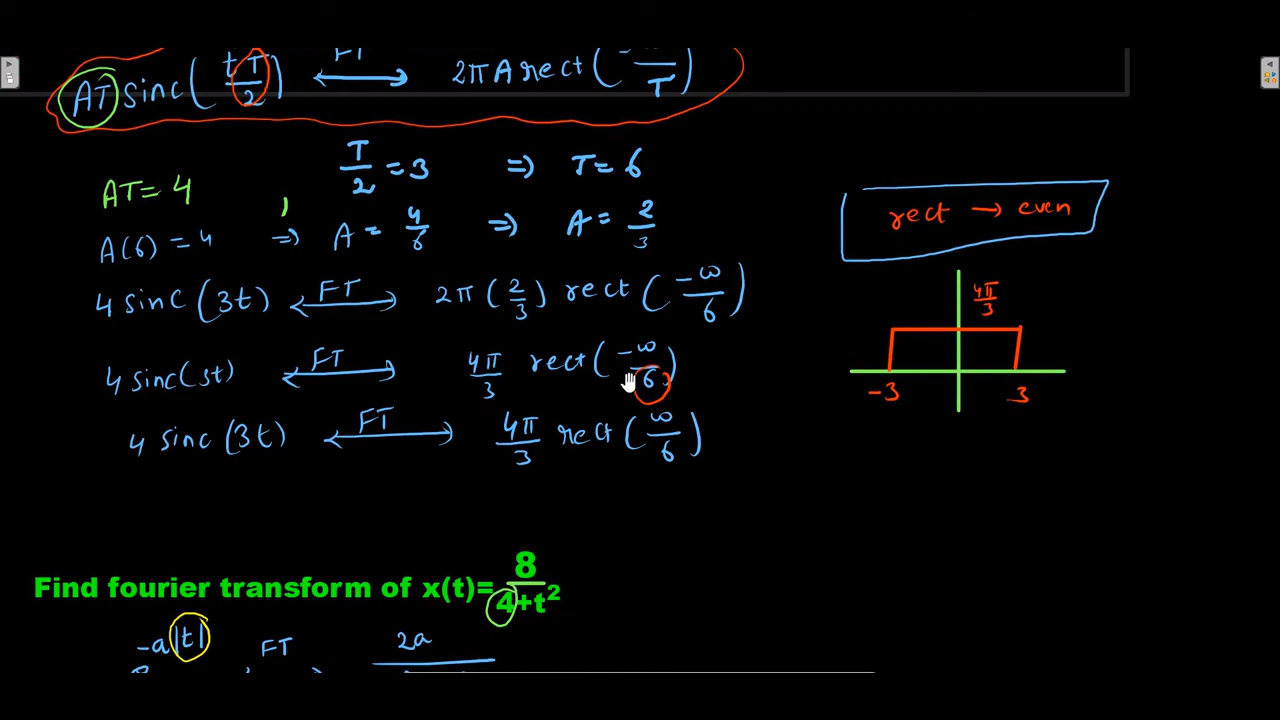 AT sinc(tT/2) ⟷ FT 2πA rect(-ω/T)
T/2 = 3 ⇒ T = 6
AT = 4 ,
A(6) = 4 ⇒ A = 4/6 ⇒ A = 2/3
4 sinc(3t) ⟷ FT 2π(2/3) rect(-ω/6)
4 sinc(3t) ⟷ FT 4π/3 rect(-ω/6)
4 sinc(3t) ⟷ FT 4π/3 rect(ω/6)
rect → even
4π/3
-3 3
Find fourier transform of x(t)= 8/4+t²
-a|t| FT 2a